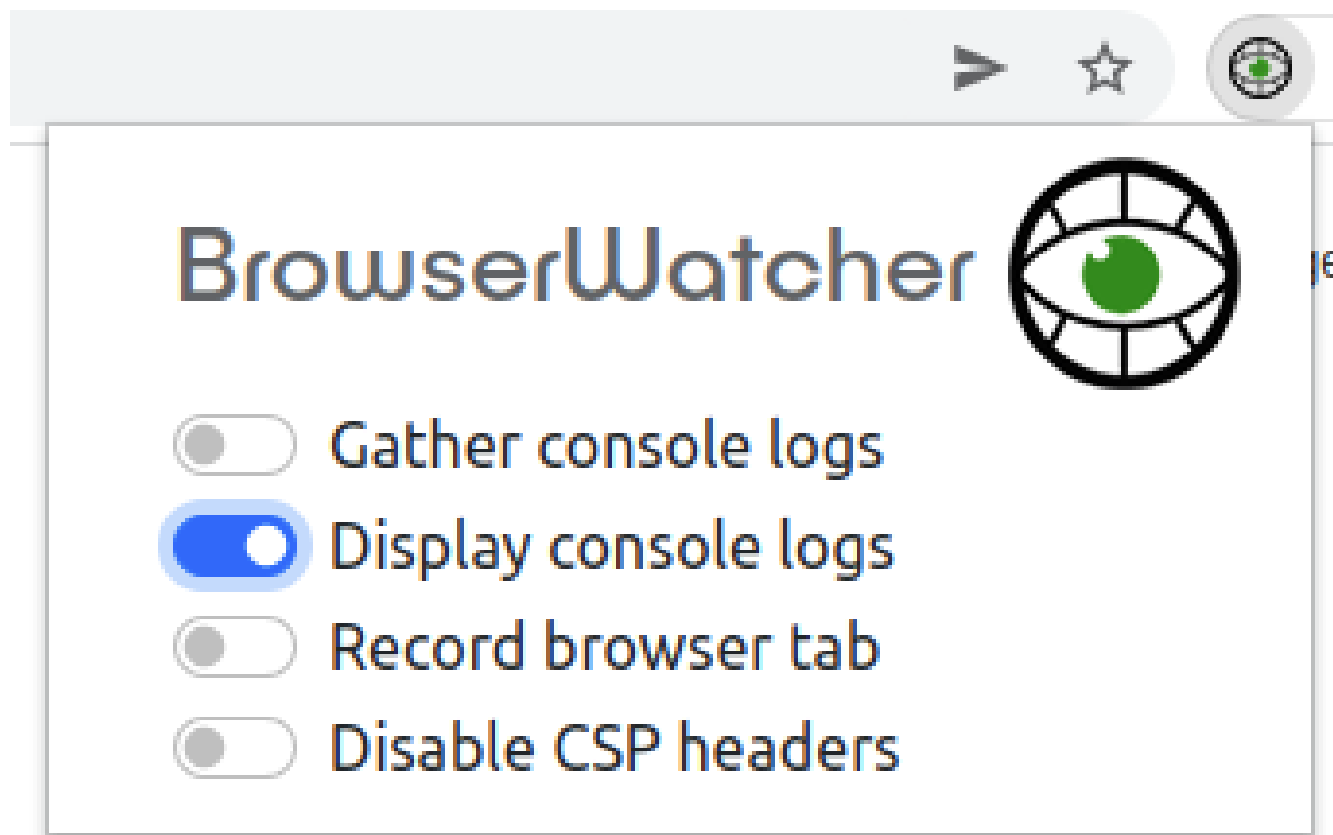 BrowserWatcher
Gather console logs
Display console logs
Record browser tab
Disable CSP headers